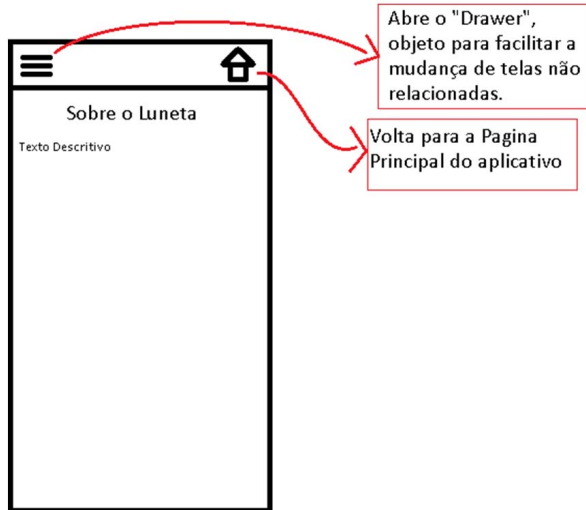 Abre o "Drawer",
objeto para facilitar a
mudança de telas não
relacionadas.
Sobre o Luneta
Texto Descritivo
Volta para a Pagina
Principal do aplicativo